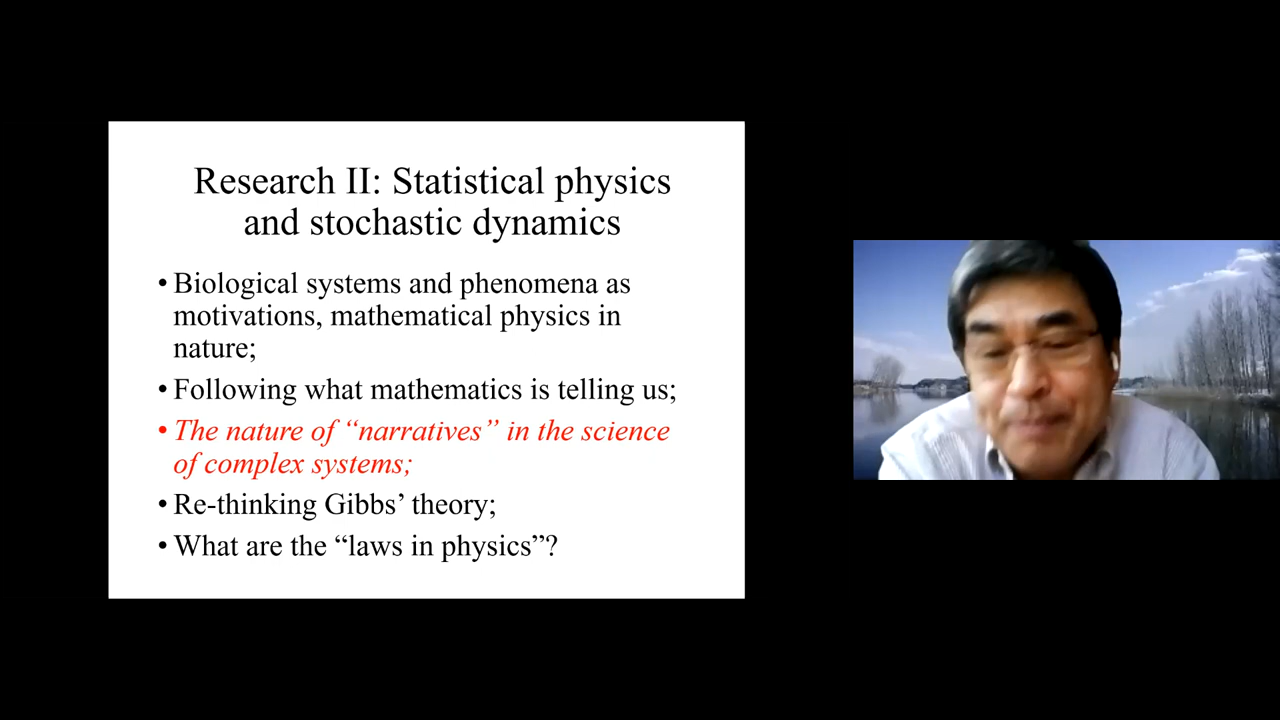 Research II: Statistical physics
and stochastic dynamics
• Biological systems and phenomena as
motivations, mathematical physics in
nature;
• Following what mathematics is telling us;
• The nature of “narratives” in the science
of complex systems;
• Re-thinking Gibbs’ theory;
• What are the “laws in physics”?